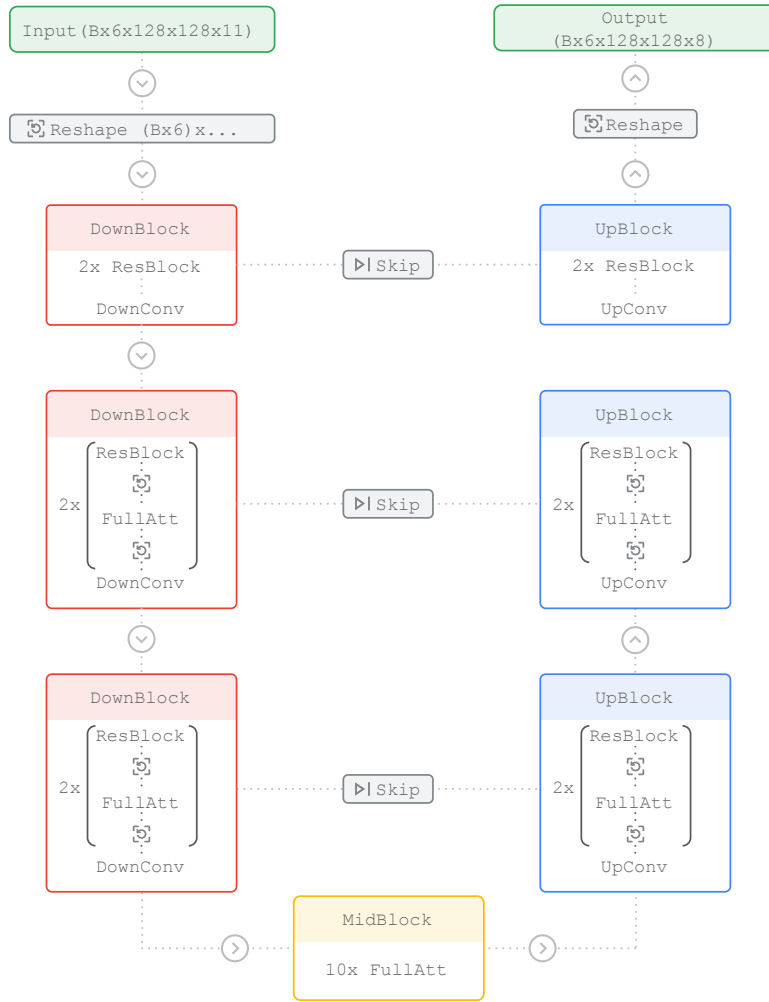 Input(Bx6x128x128x11)
Output
(Bx6x128x128x8)
Reshape (Bx6)x...
Reshape
DownBlock
2x ResBlock
DownConv
Skip
UpBlock
2x ResBlock
UpConv
DownBlock
ResBlock
2x
FullAtt
DownConv
Skip
UpBlock
ResBlock
2x
FullAtt
UpConv
DownBlock
ResBlock
2x
FullAtt
DownConv
Skip
UpBlock
ResBlock
2x
FullAtt
UpConv
MidBlock
10x FullAtt